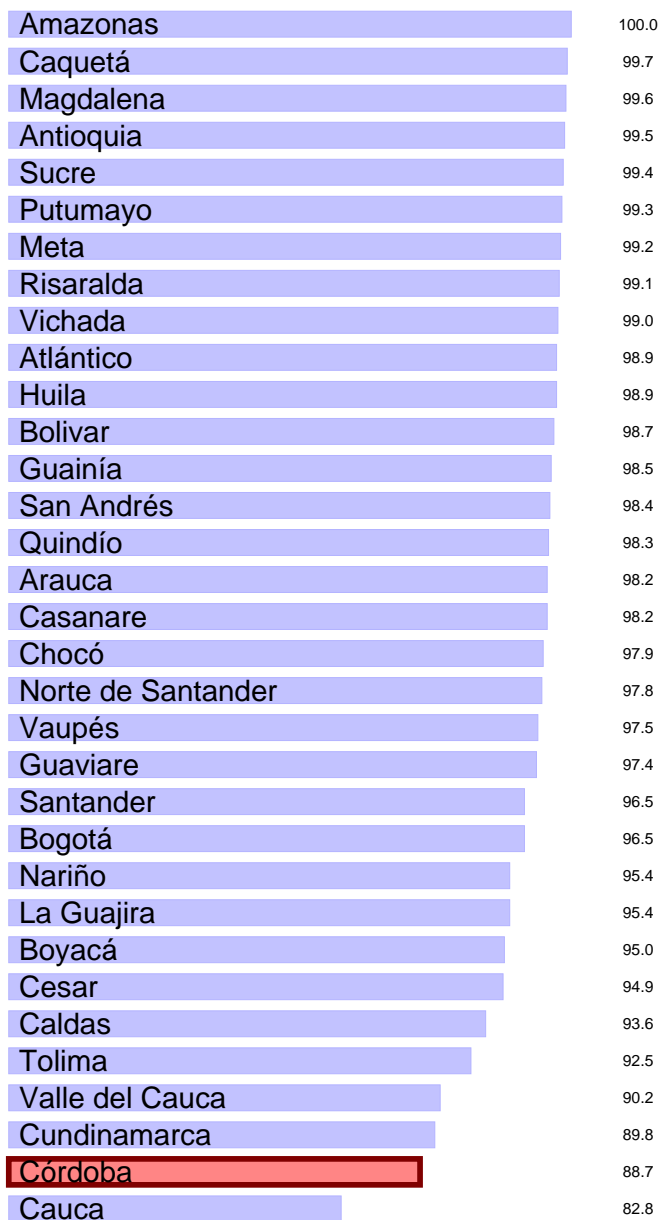 Amazonas 100.0
Caquetá 99.7
Magdalena 99.6
Antioquia 99.5
Sucre 99.4
Putumayo 99.3
Meta 99.2
Risaralda 99.1
Vichada 99.0
Atlántico 98.9
Huila 98.9
Bolivar 98.7
Guainía 98.5
San Andrés 98.4
Quindío 98.3
Arauca 98.2
Casanare 98.2
Chocó 97.9
Norte de Santander 97.8
Vaupés 97.5
Guaviare 97.4
Santander 96.5
Bogotá 96.5
Nariño 95.4
La Guajira 95.4
Boyacá 95.0
Cesar 94.9
Caldas 93.6
Tolima 92.5
Valle del Cauca 90.2
Cundinamarca 89.8
Córdoba 88.7
Cauca 82.8